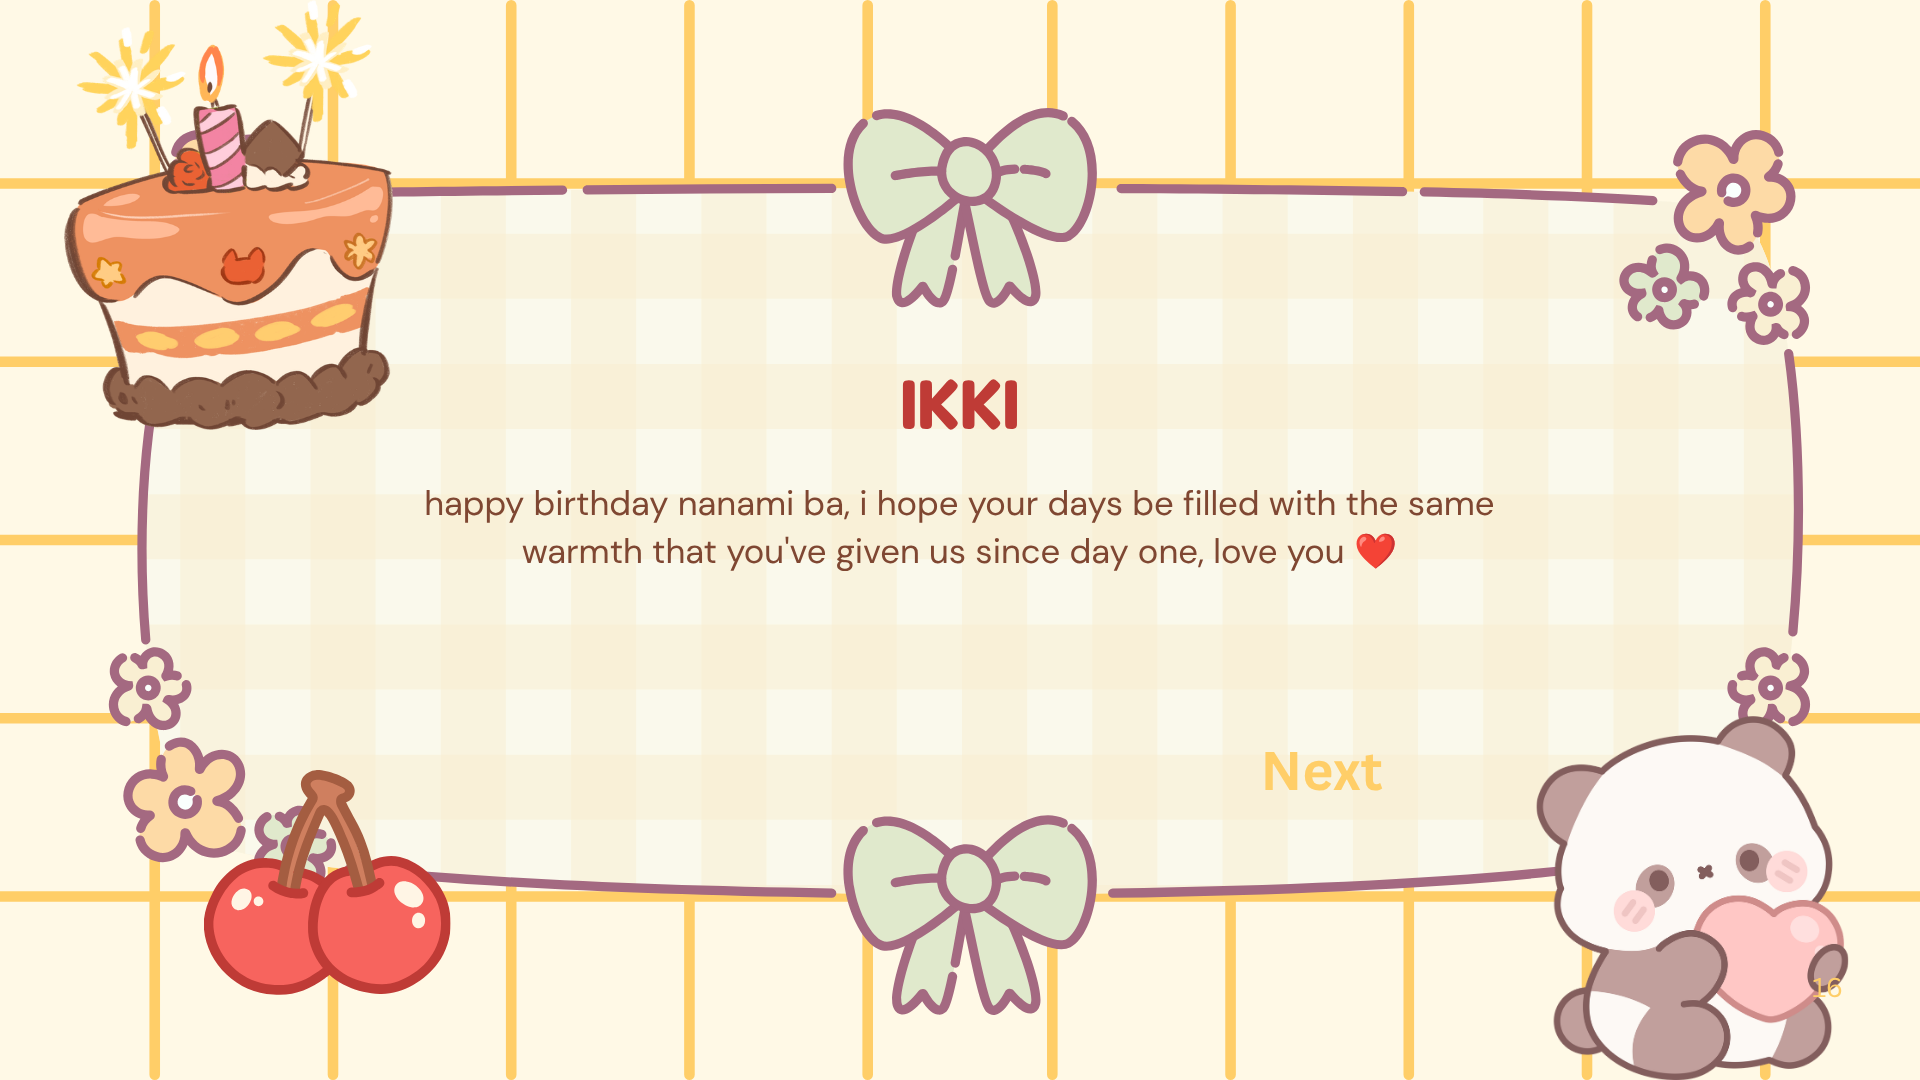 IKKI
happy birthday nanami ba, i hope your days be filled with the same
warmth that you've given us since day one, love you ❤️
Next
16